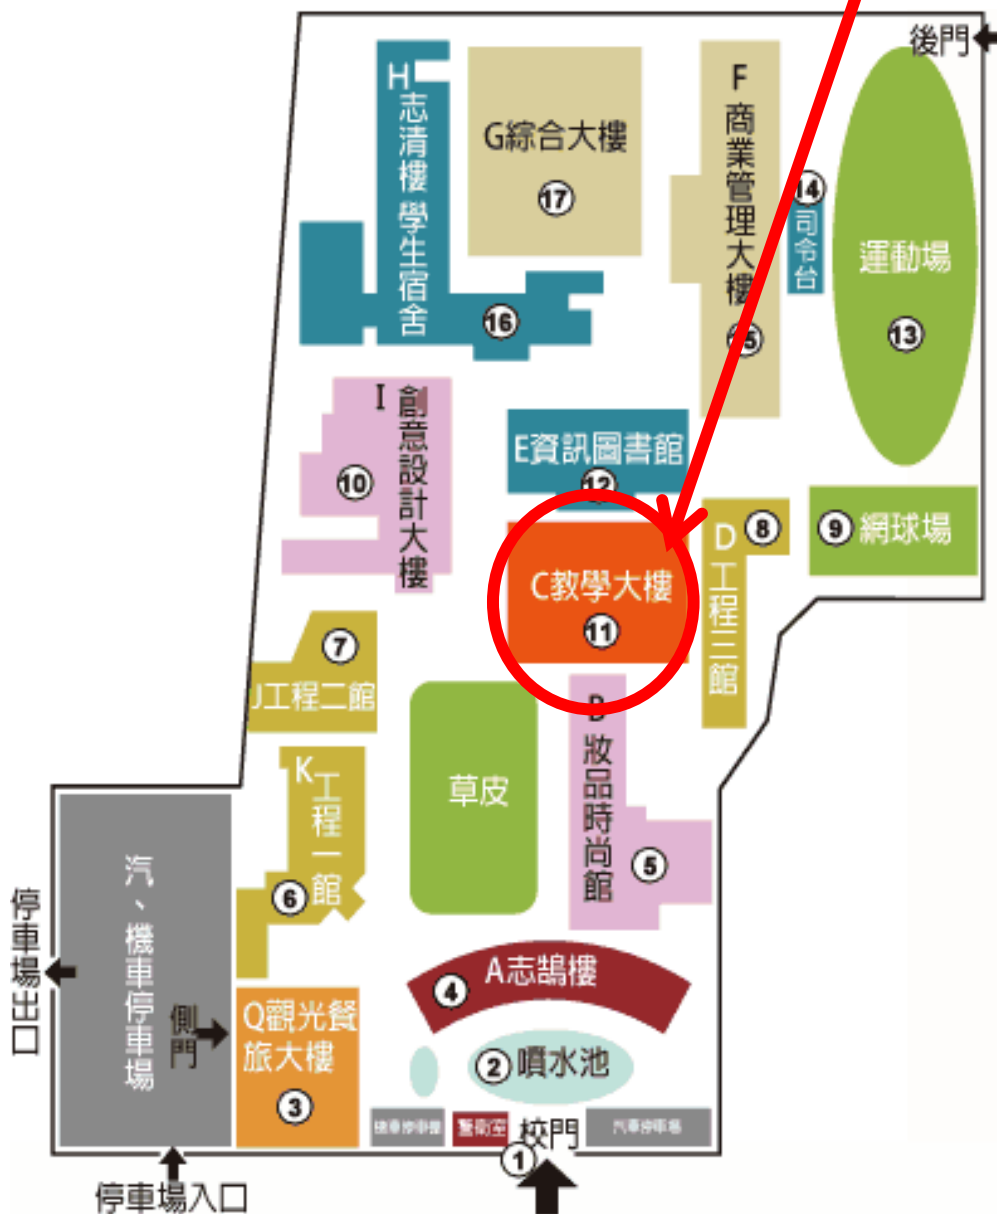 後門
H志清樓 學生宿舍
16
G綜合大樓
17
F商業管理大樓
15
14
司令台
運動場
13
I創意設計大樓
10
E資訊圖書館
12
C教學大樓
11
D工程三館
8
9
網球場
7
J工程二館
K工程一館
6
草皮
B妝品時尚館
5
汽、機車停車場
停車場出口
側門
Q觀光餐
旅大樓
3
A志鵠樓
4
2
噴水池
機車停車棚
警衛室
校門
1
汽車停車場
停車場入口